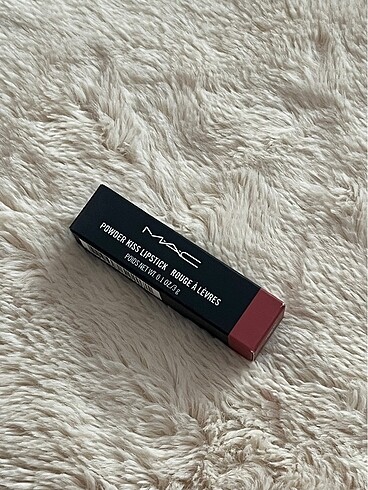 MAC
POWDER KISS LIPSTICK ROUGE À LÈVRES
POIDS NET WT. 0.1 OZ/3 g